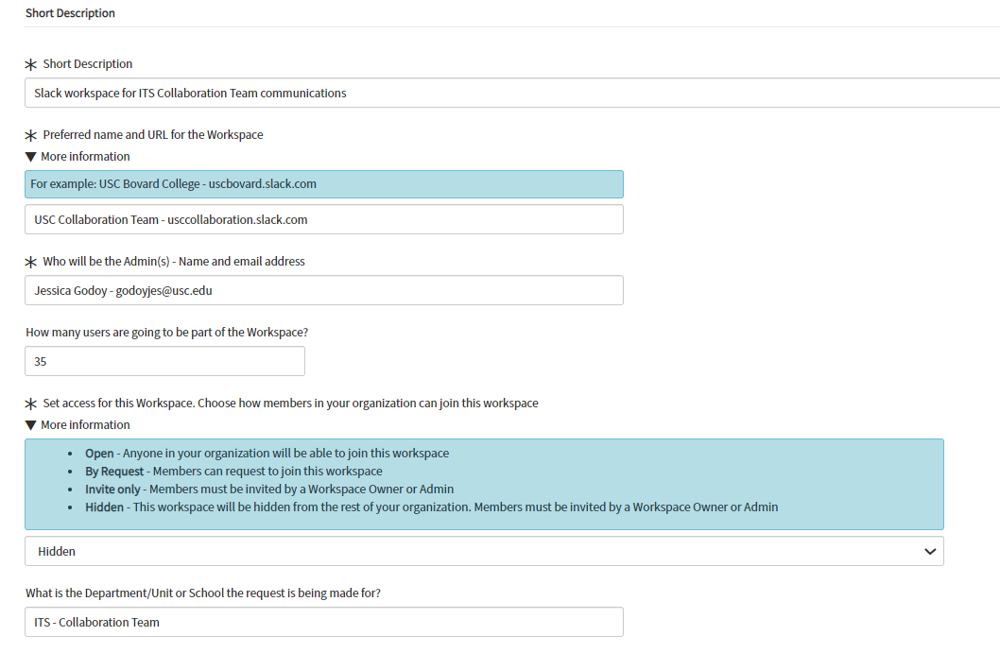 Short Description
Short Description
Slack workspace for ITS Collaboration Team communications
Preferred name and URL for the Workspace
More information
For example: USC Bovard College - uscbovard.slack.com
USC Collaboration Team - usccollaboration.slack.com
Who will be the Admin(s) - Name and email address
Jessica Godoy - godoyjes@usc.edu
How many users are going to be part of the Workspace?
35
Set access for this Workspace. Choose how members in your organization can join this workspace
More information
Open - Anyone in your organization will be able to join this workspace
By Request - Members can request to join this workspace
Invite only - Members must be invited by a Workspace Owner or Admin
Hidden - This workspace will be hidden from the rest of your organization. Members must be invited by a Workspace Owner or Admin
Hidden
What is the Department/Unit or School the request is being made for?
ITS - Collaboration Team